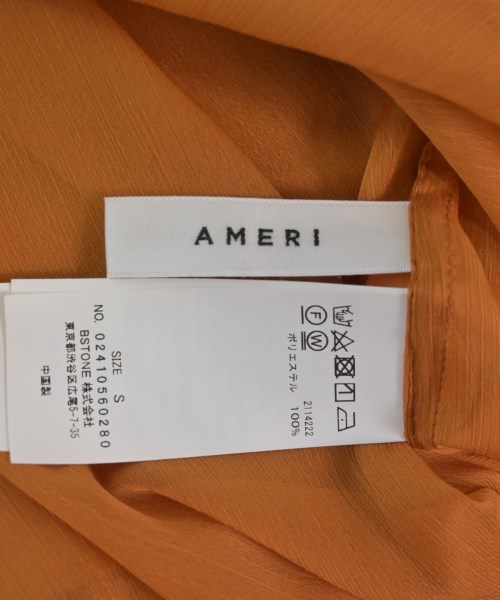 AMERI
2114222
ポリエステル 100%
SIZE S
NO. 02410560280
BSTONE 株式会社
東京都渋谷区広尾5-7-35
中国製
F W